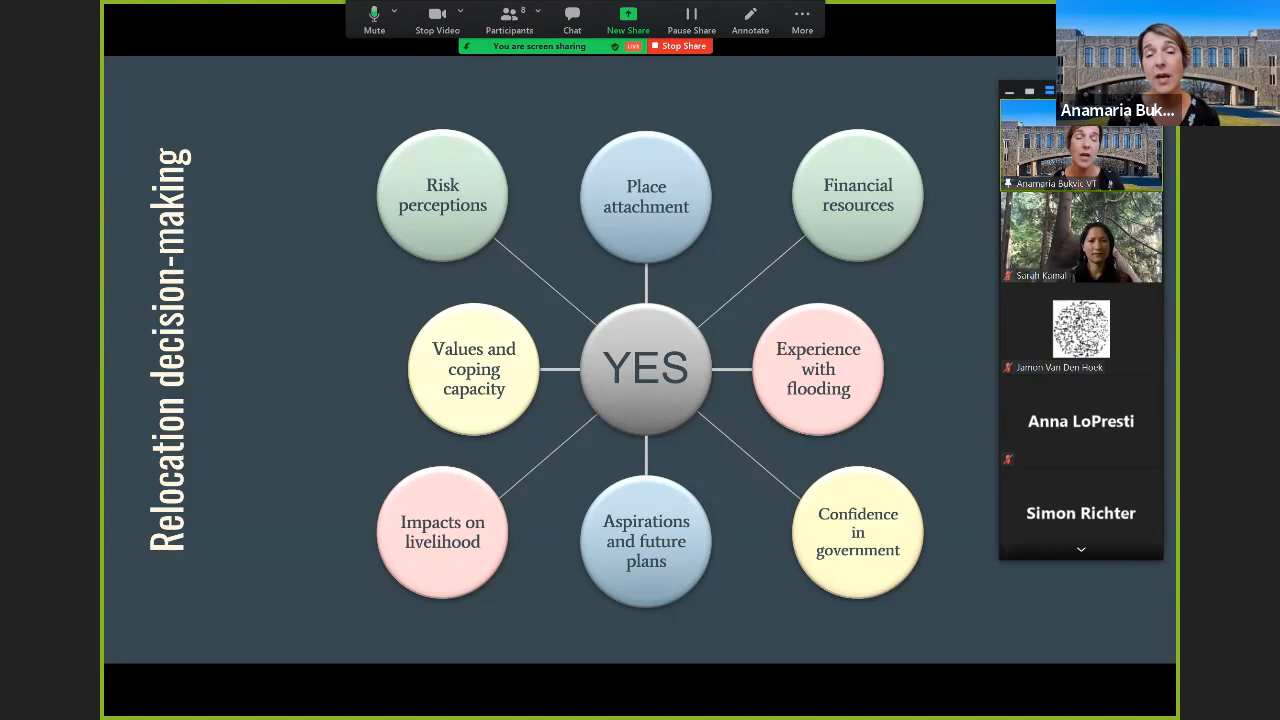 8
Mute
Stop Video
Participants
Chat
New Share
Pause Share
Annotate
More
You are screen sharing
LIVE
Stop Share
Anamaria Buk...
Anamaria Bukvic VT
Sarah Kamal
Jamon Van Den Hoek
Anna LoPresti
Simon Richter
Relocation decision-making
Risk
perceptions
Place
attachment
Financial
resources
Values and
coping
capacity
YES
Experience
with
flooding
Impacts on
livelihood
Aspirations
and future
plans
Confidence
in
government